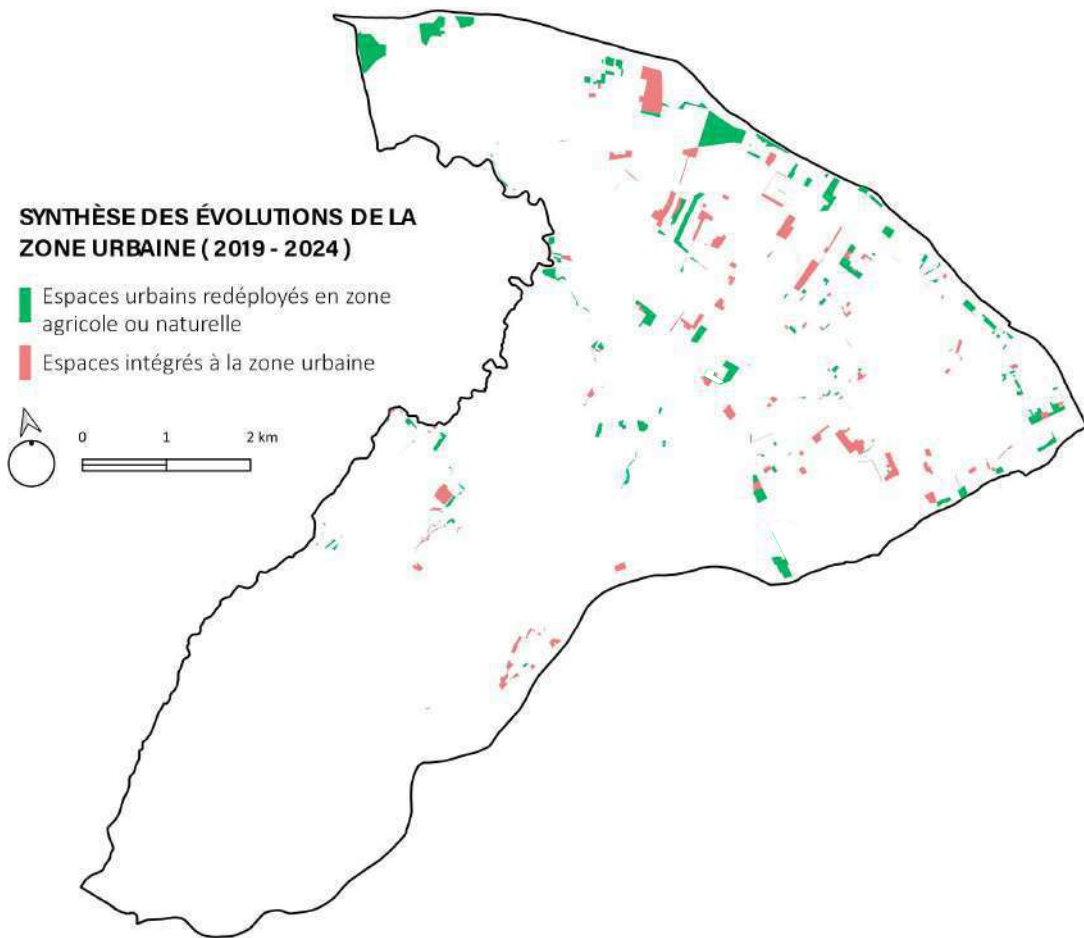 SYNTHÈSE DES ÉVOLUTIONS DE LA
ZONE URBAINE ( 2019 - 2024 )
Espaces urbains redéployés en zone
agricole ou naturelle
Espaces intégrés à la zone urbaine
0 1 2 km